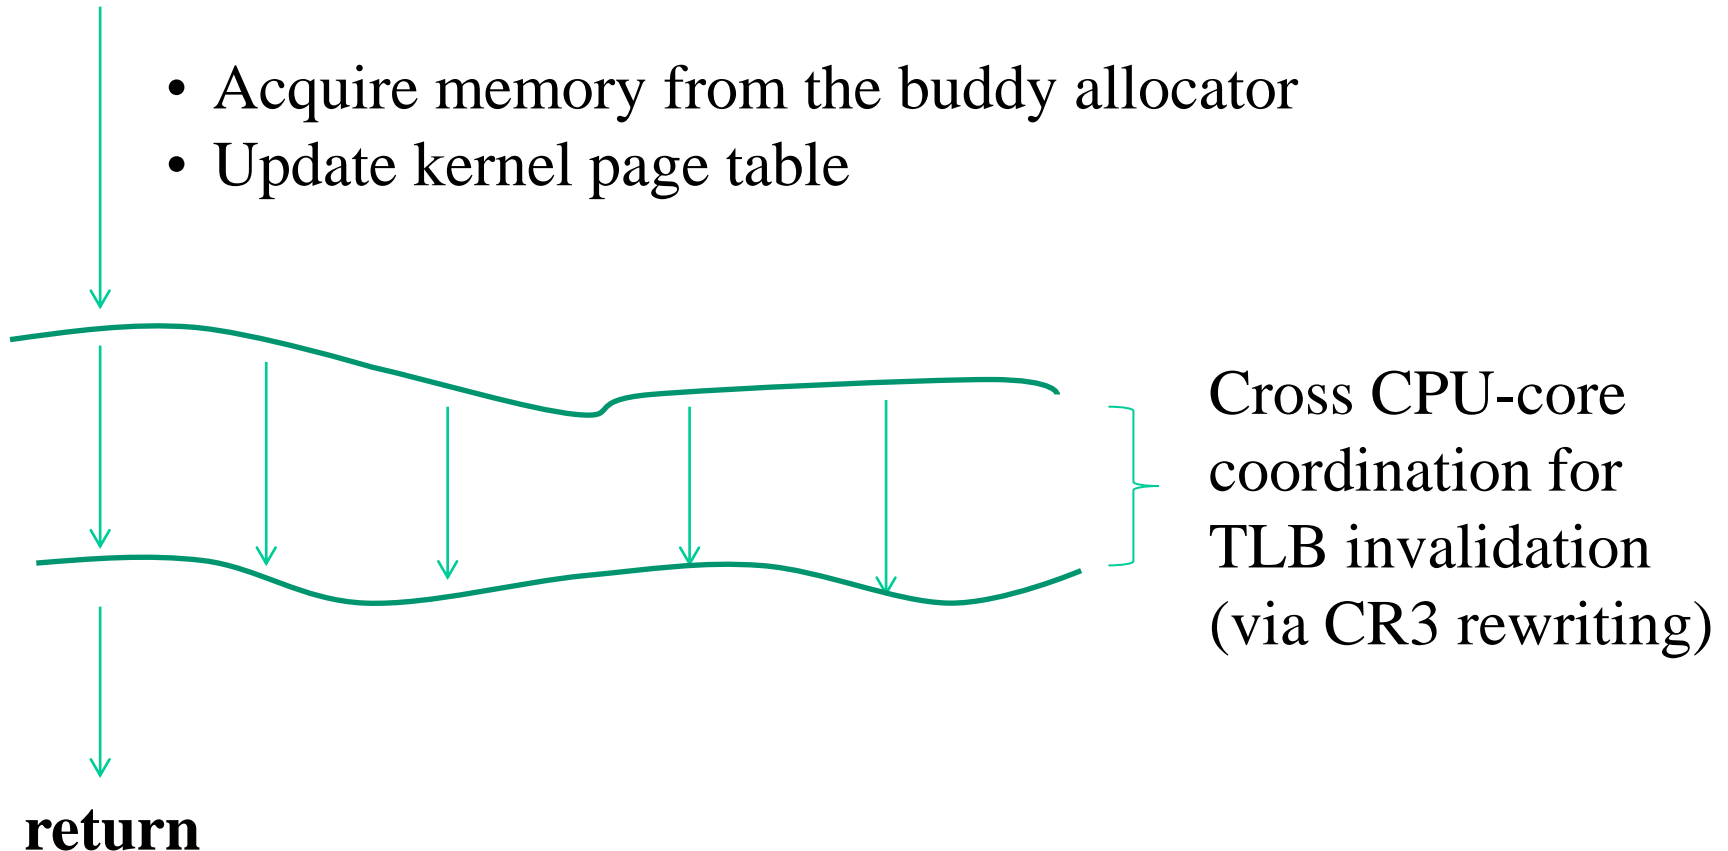 • Acquire memory from the buddy allocator
• Update kernel page table
Cross CPU-core
coordination for
TLB invalidation
(via CR3 rewriting)
return